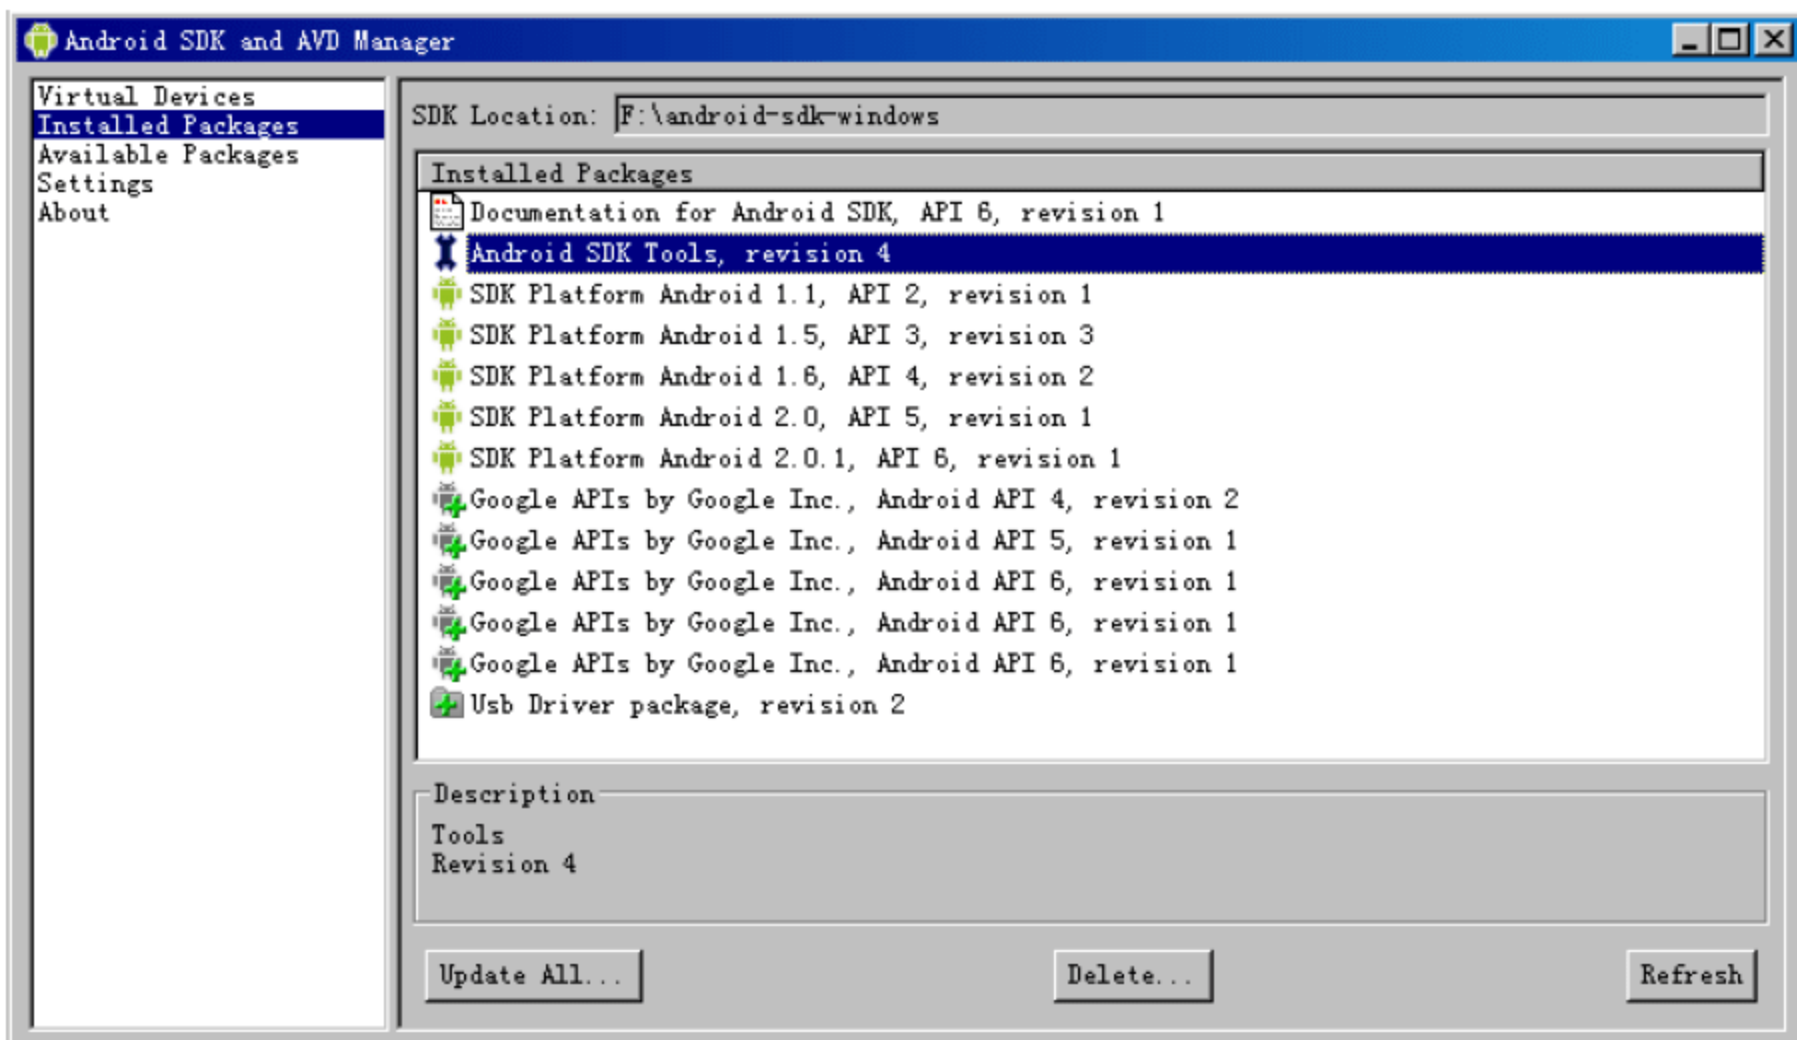 Android SDK and AVD Manager
Virtual Devices
Installed Packages
Available Packages
Settings
About
SDK Location: F:\android-sdk-windows
Installed Packages
Documentation for Android SDK, API 6, revision 1
Android SDK Tools, revision 4
SDK Platform Android 1.1, API 2, revision 1
SDK Platform Android 1.5, API 3, revision 3
SDK Platform Android 1.6, API 4, revision 2
SDK Platform Android 2.0, API 5, revision 1
SDK Platform Android 2.0.1, API 6, revision 1
Google APIs by Google Inc., Android API 4, revision 2
Google APIs by Google Inc., Android API 5, revision 1
Google APIs by Google Inc., Android API 6, revision 1
Google APIs by Google Inc., Android API 6, revision 1
Google APIs by Google Inc., Android API 6, revision 1
Usb Driver package, revision 2
Description
Tools
Revision 4
Update All... Delete... Refresh